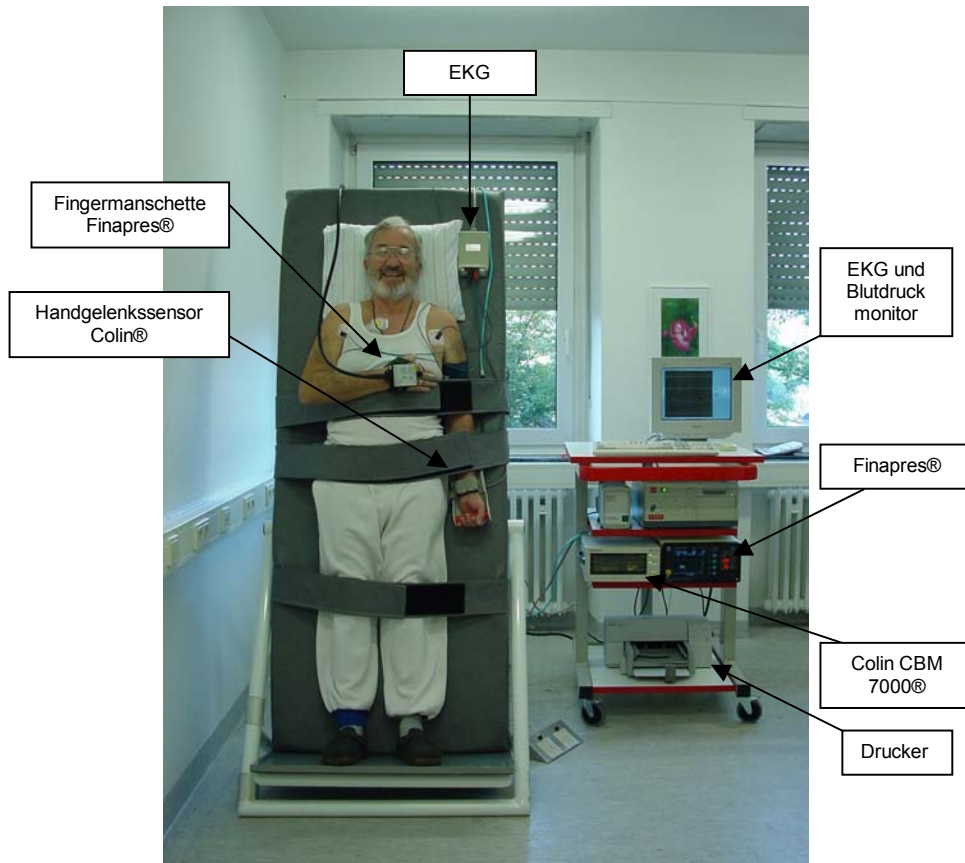 EKG
Fingermanschette
Finapres®
Handgelenkssensor
Colin®
EKG und
Blutdruck
monitor
Finapres®
Colin CBM
7000®
Drucker